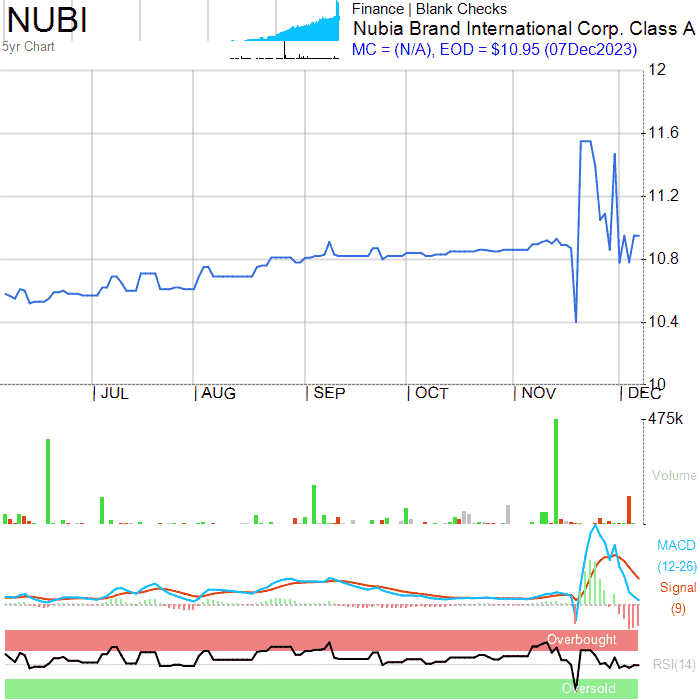 NUBI
5yr Chart
Finance | Blank Checks
Nubia Brand International Corp. Class A
MC = (N/A), EOD = $10.95 (07Dec2023)
12
11.6
11.2
10.8
10.4
10
JUL AUG SEP OCT NOV DEC
475k
Volume
MACD
(12-26)
Signal
(9)
Overbought
RSI(14)
Oversold